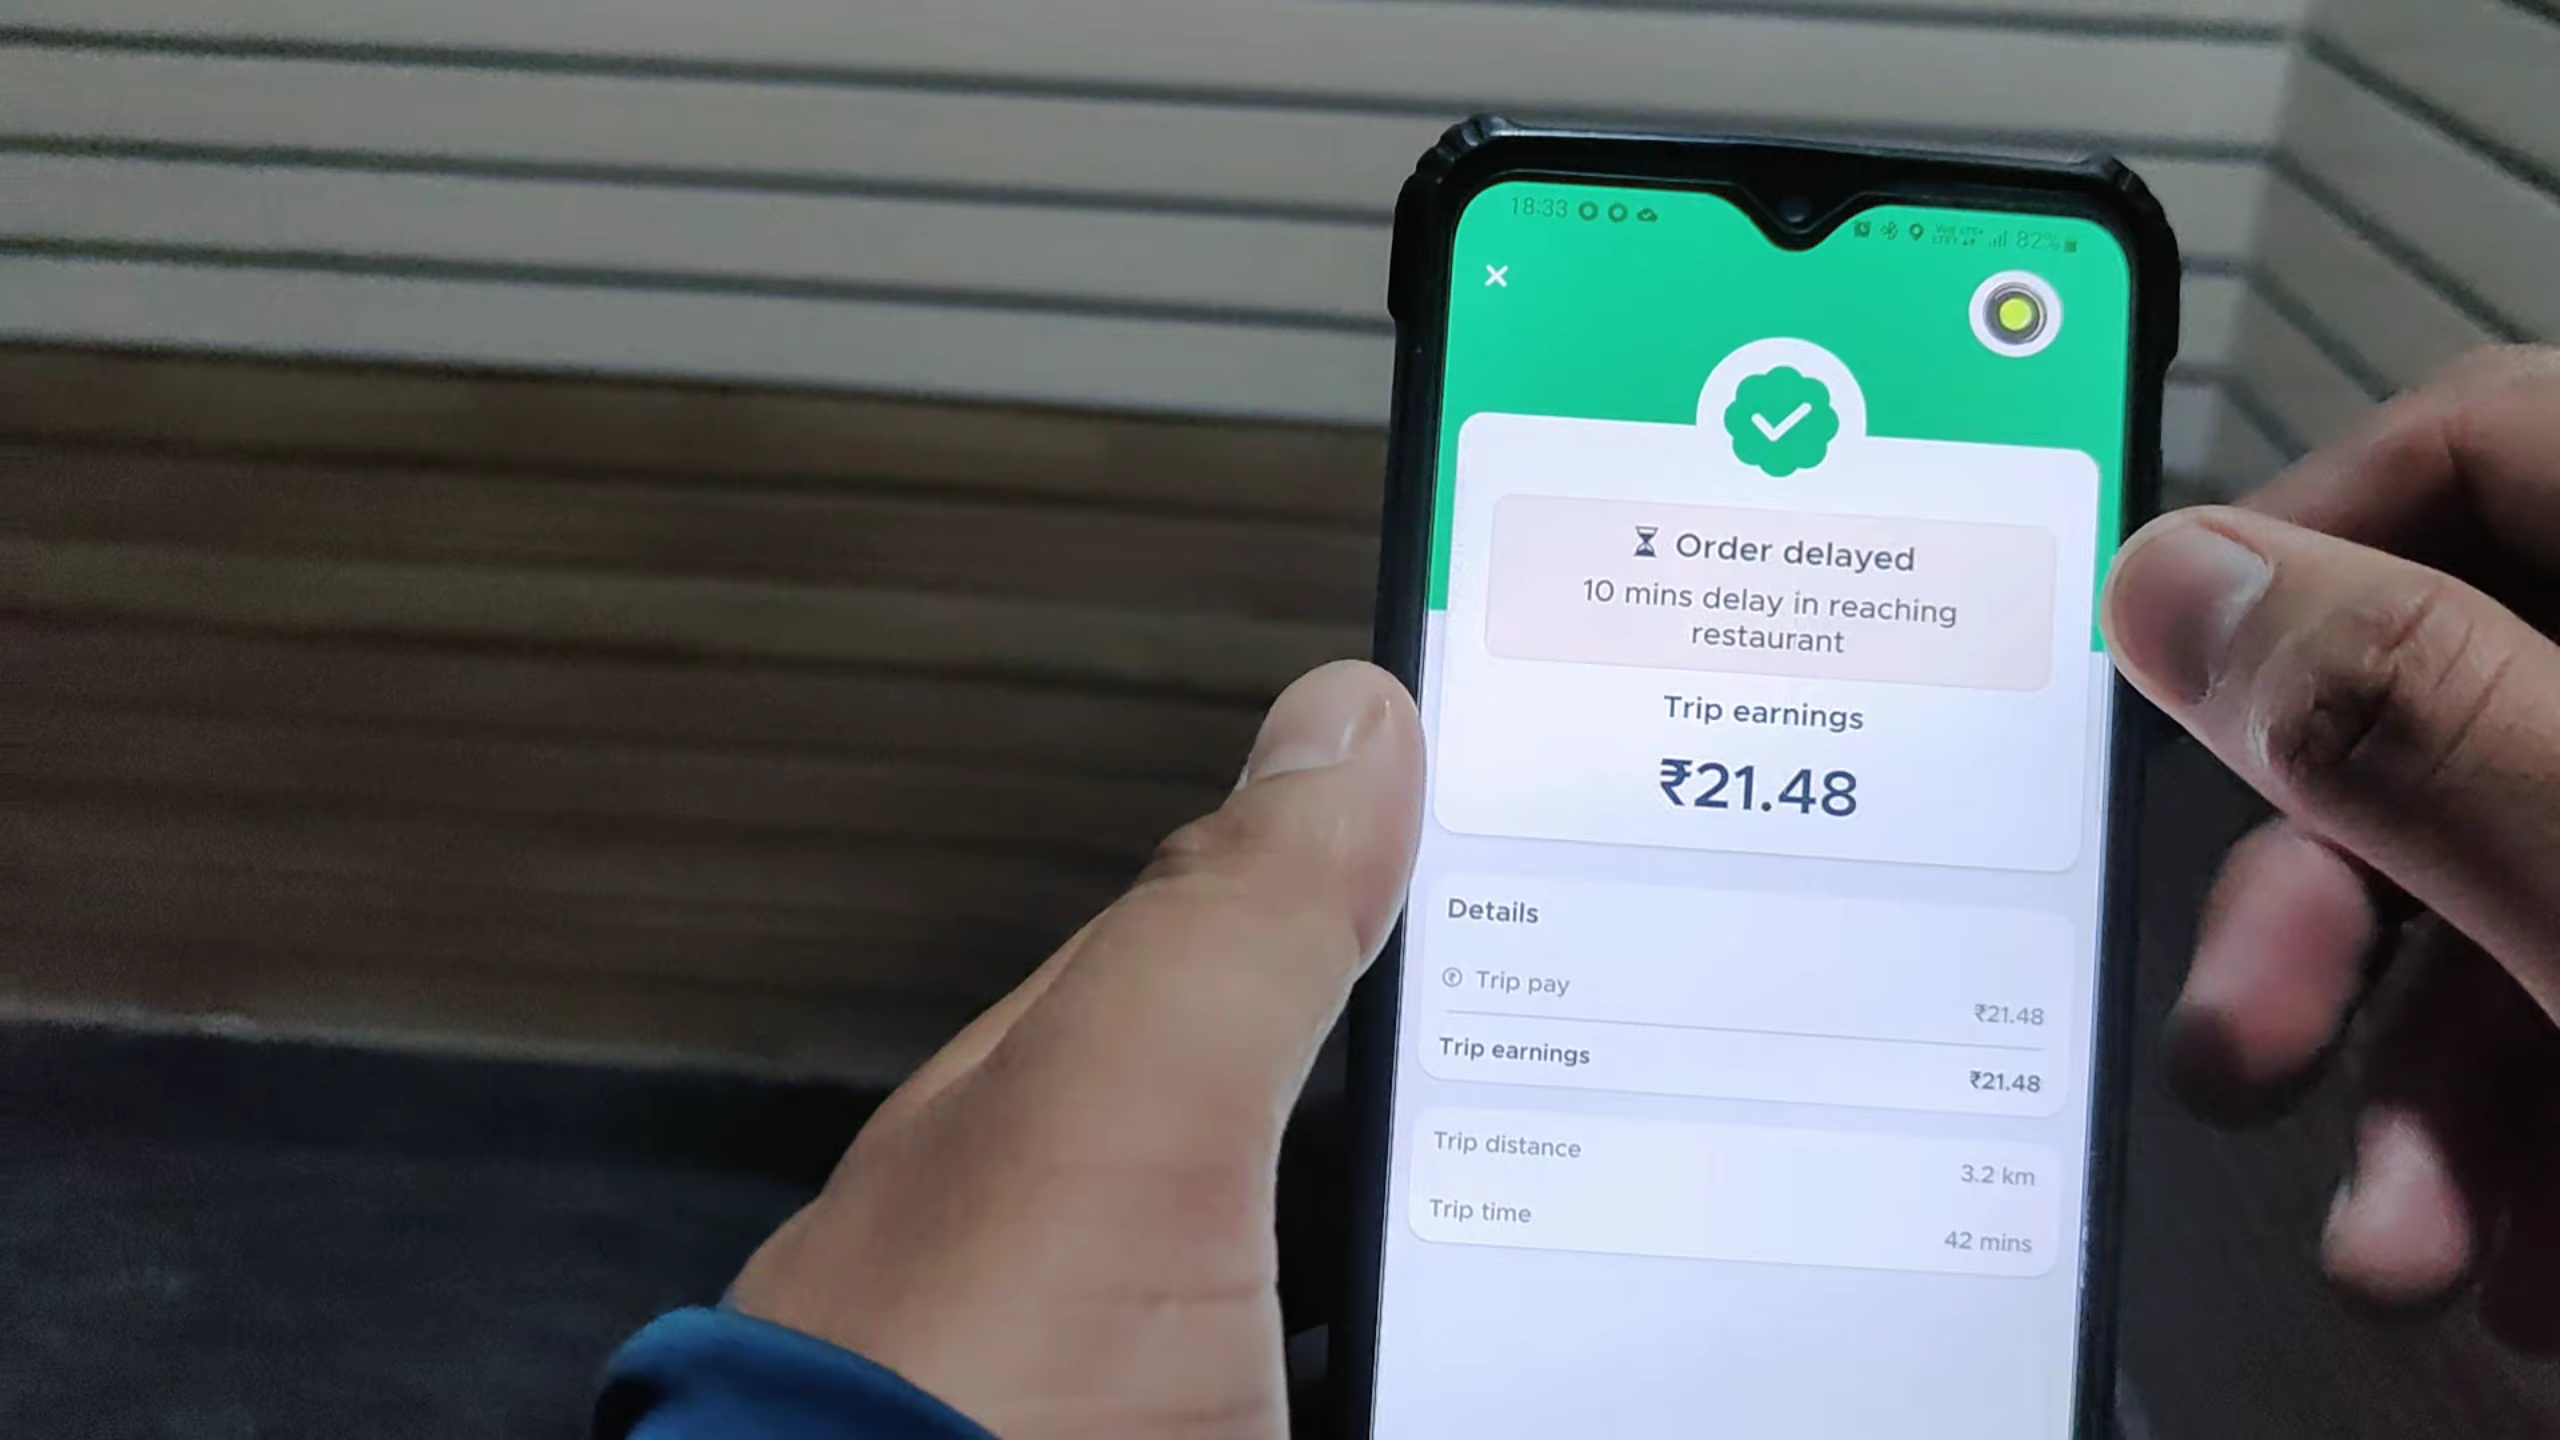 18:33
82%
Order delayed
10 mins delay in reaching
restaurant
Trip earnings
₹21.48
Details
Trip pay
₹21.48
Trip earnings
₹21.48
Trip distance
3.2 km
Trip time
42 mins